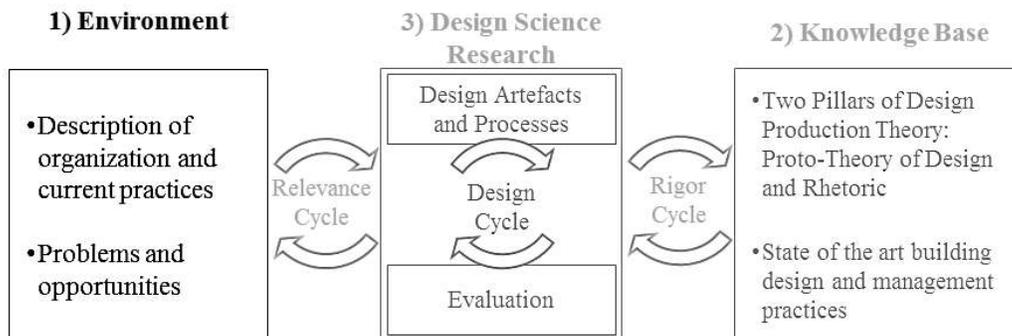 1) Environment
•Description of
organization and
current practices
•Problems and
opportunities
Relevance
Cycle
3) Design Science
Research
Design Artefacts
and Processes
Design
Cycle
Evaluation
Rigor
Cycle
2) Knowledge Base
•Two Pillars of Design
Production Theory:
Proto-Theory of Design
and Rhetoric
•State of the art building
design and management
practices